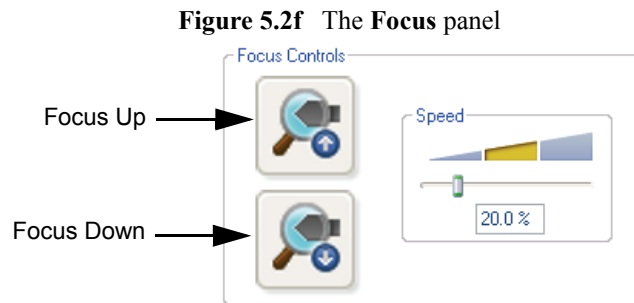 Figure 5.2f The Focus panel
Focus Controls
Focus Up
Speed
20.0 %
Focus Down